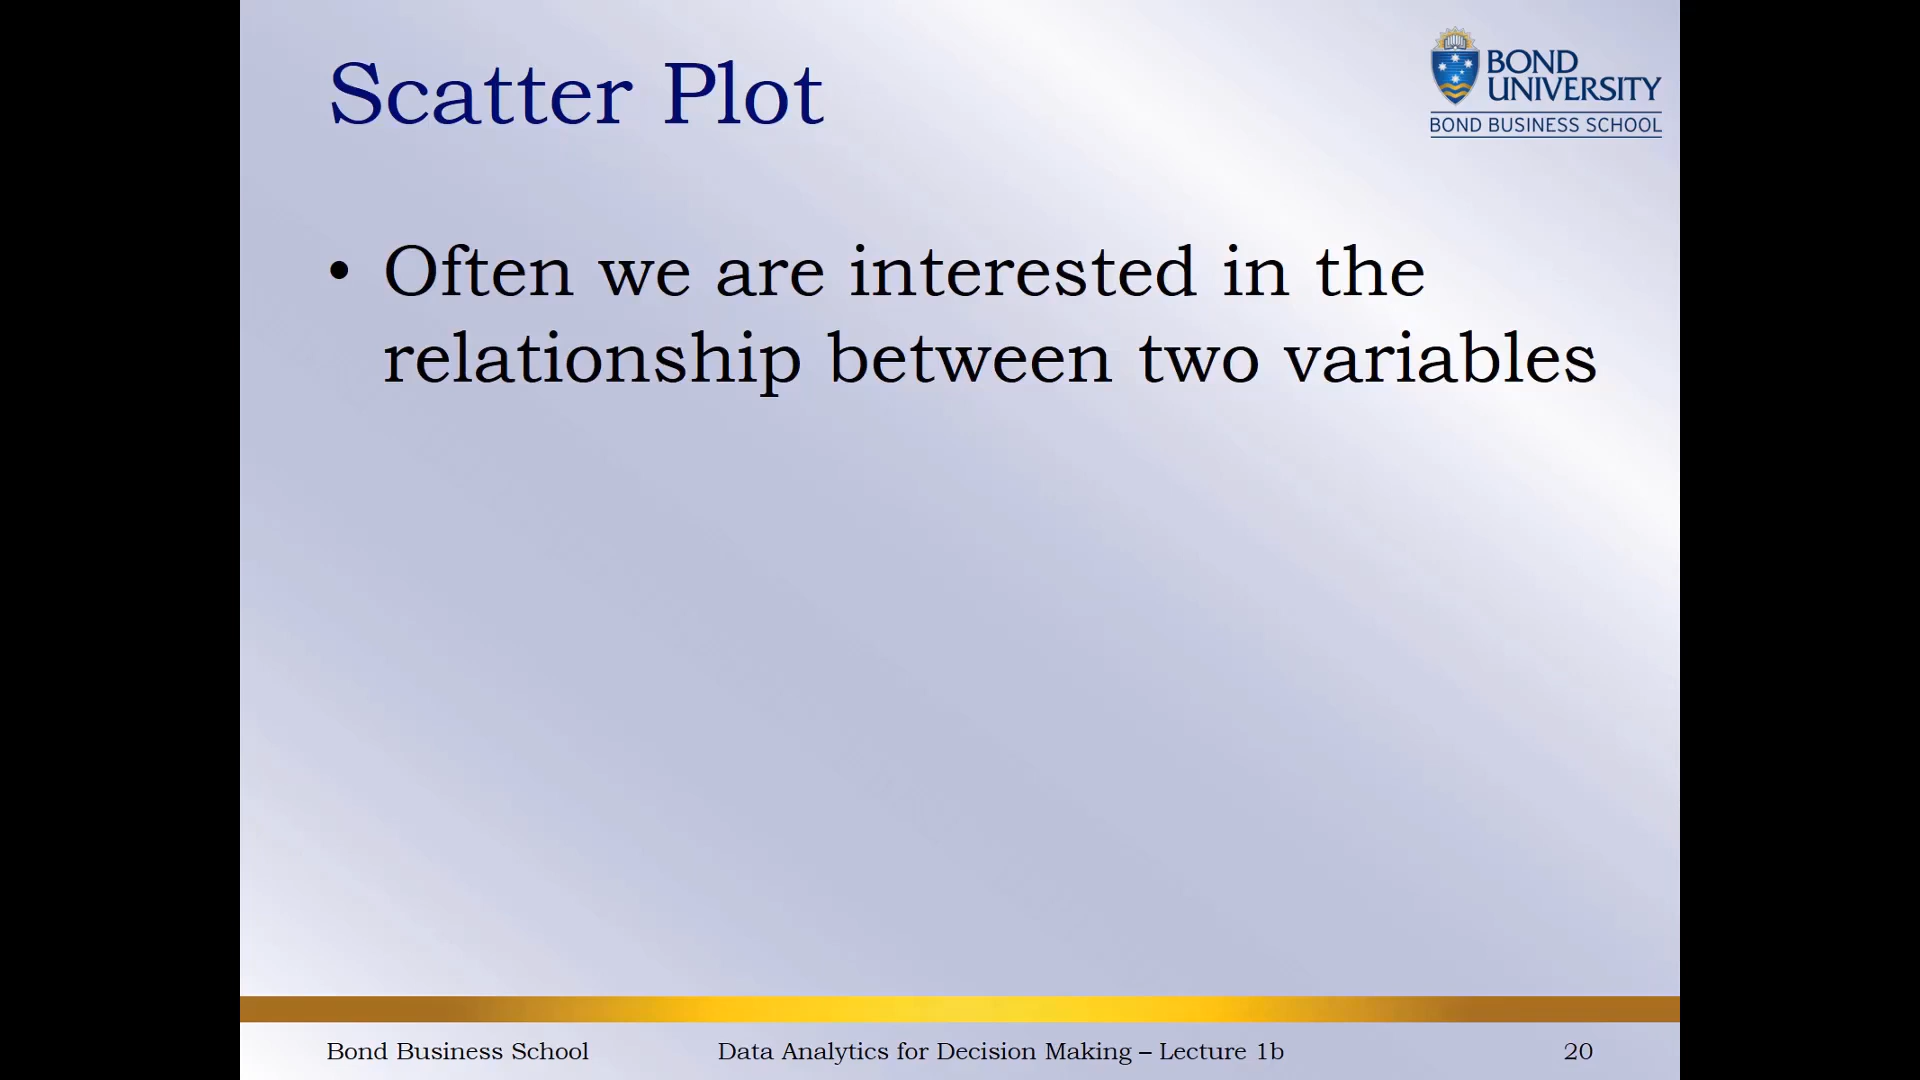 Scatter Plot
BOND
UNIVERSITY
BOND BUSINESS SCHOOL
• Often we are interested in the
relationship between two variables
Bond Business School
Data Analytics for Decision Making – Lecture 1b
20